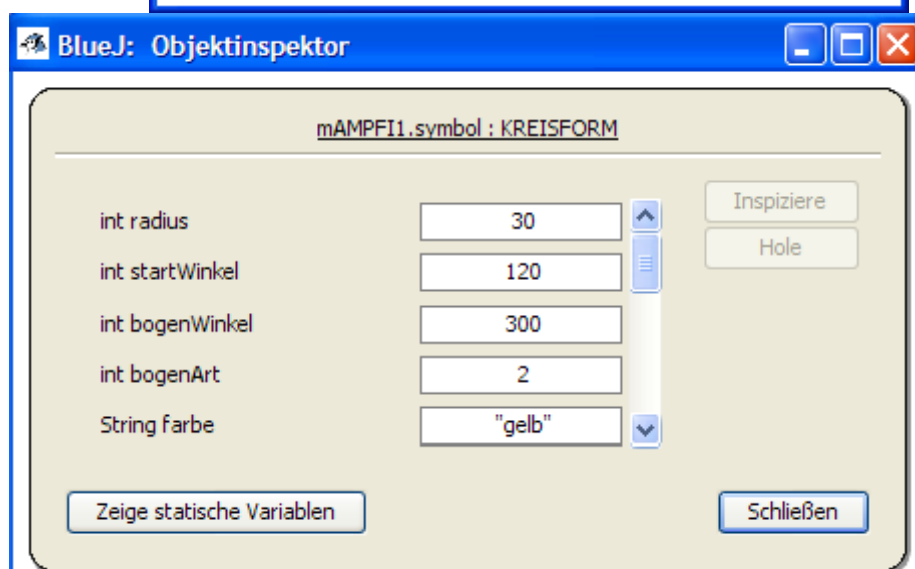 BlueJ: Objektinspektor
mAMPFI1.symbol : KREISFORM
Inspiziere
Hole
int radius 30
int startWinkel 120
int bogenWinkel 300
int bogenArt 2
String farbe "gelb"
Zeige statische Variablen
Schließen